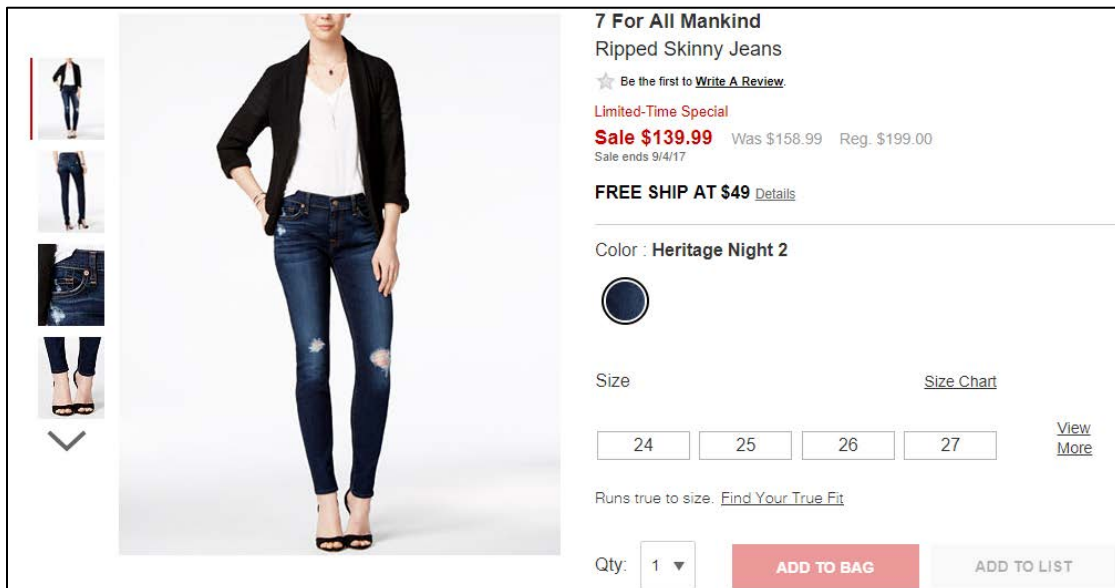 7 For All Mankind
Ripped Skinny Jeans
Be the first to Write A Review.
Limited-Time Special
Sale $139.99 Was $158.99 Reg. $199.00
Sale ends 9/4/17
FREE SHIP AT $49 Details
Color : Heritage Night 2
Size Size Chart
24 25 26 27 View
More
Runs true to size. Find Your True Fit
Qty: 1 ADD TO BAG ADD TO LIST